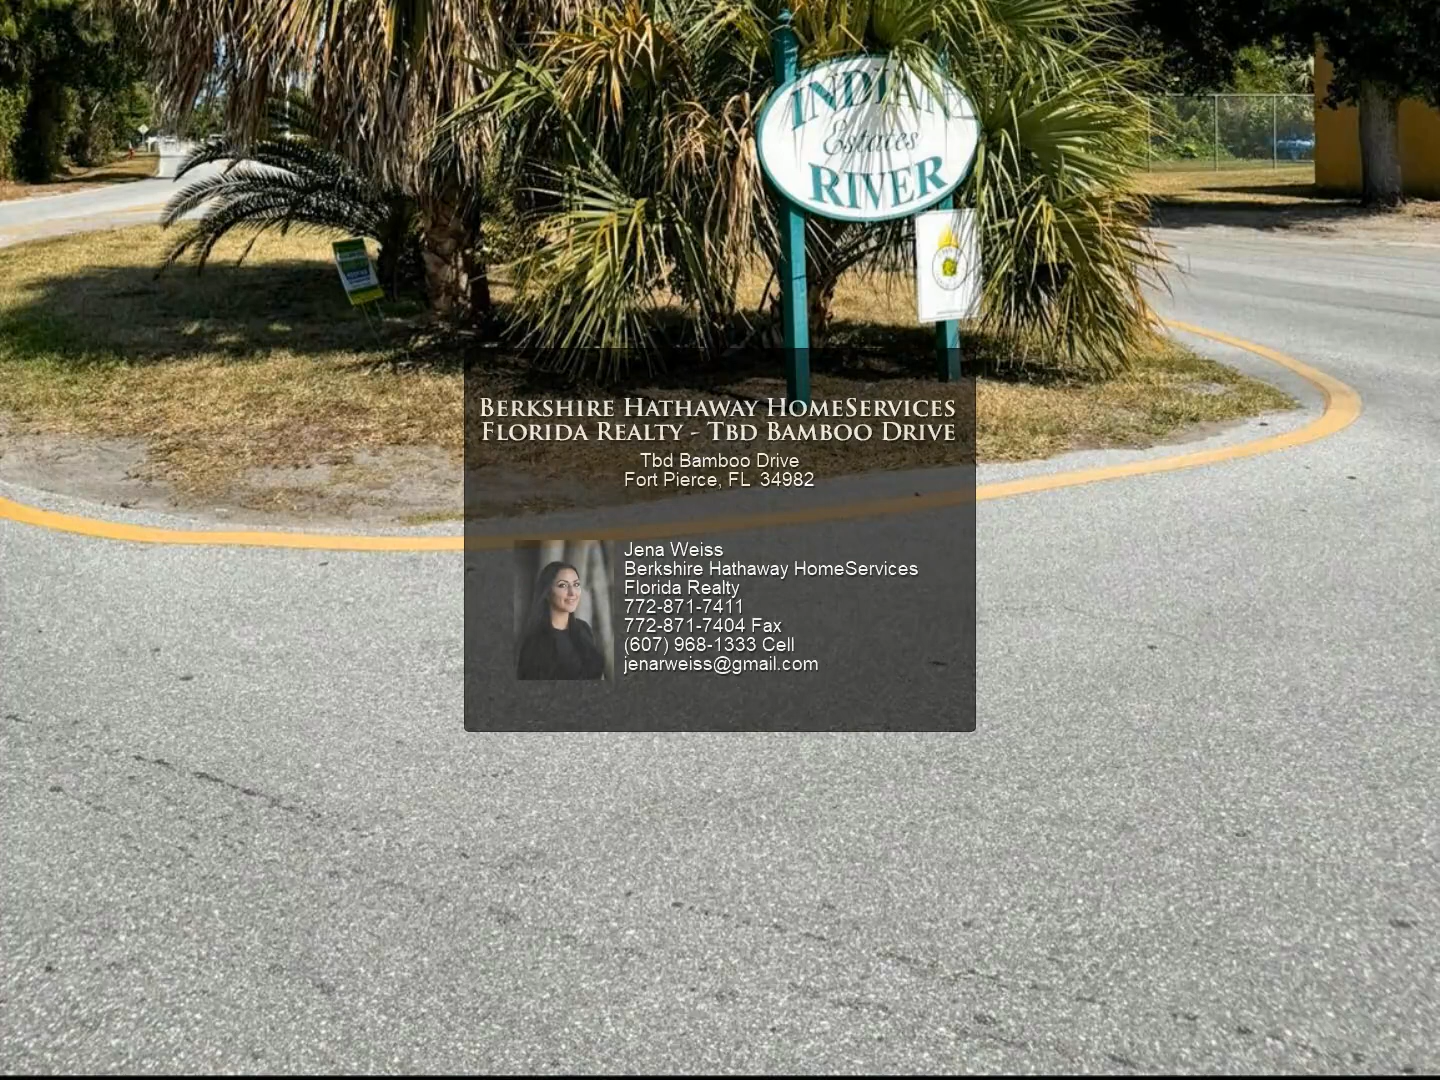 INDIAN
Estates
RIVER
BERKSHIRE HATHAWAY HOMESERVICES
FLORIDA REALTY - TBD BAMBOO DRIVE
Tbd Bamboo Drive
Fort Pierce, FL  34982
Jena Weiss
Berkshire Hathaway HomeServices
Florida Realty
772-871-7411
772-871-7404 Fax
(607) 968-1333 Cell
jenarweiss@gmail.com